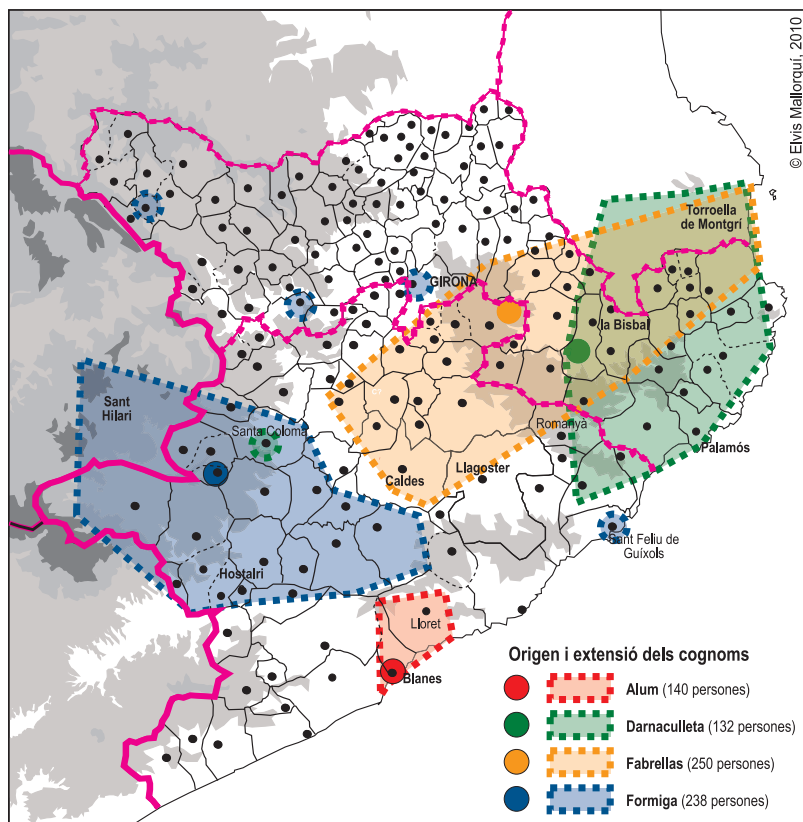 © Elvis Mallorquí, 2010
Torroella
de Montgrí
GIRONA
la Bisbal
Sant
Hilari
Santa Coloma
Romanyà
Palamós
Caldes
Llagoster
Sant Feliu de
Guíxols
Hostalri
Lloret
Blanes
Origen i extensió dels cognoms
Alum (140 persones)
Darnaculleta (132 persones)
Fabrellas (250 persones)
Formiga (238 persones)